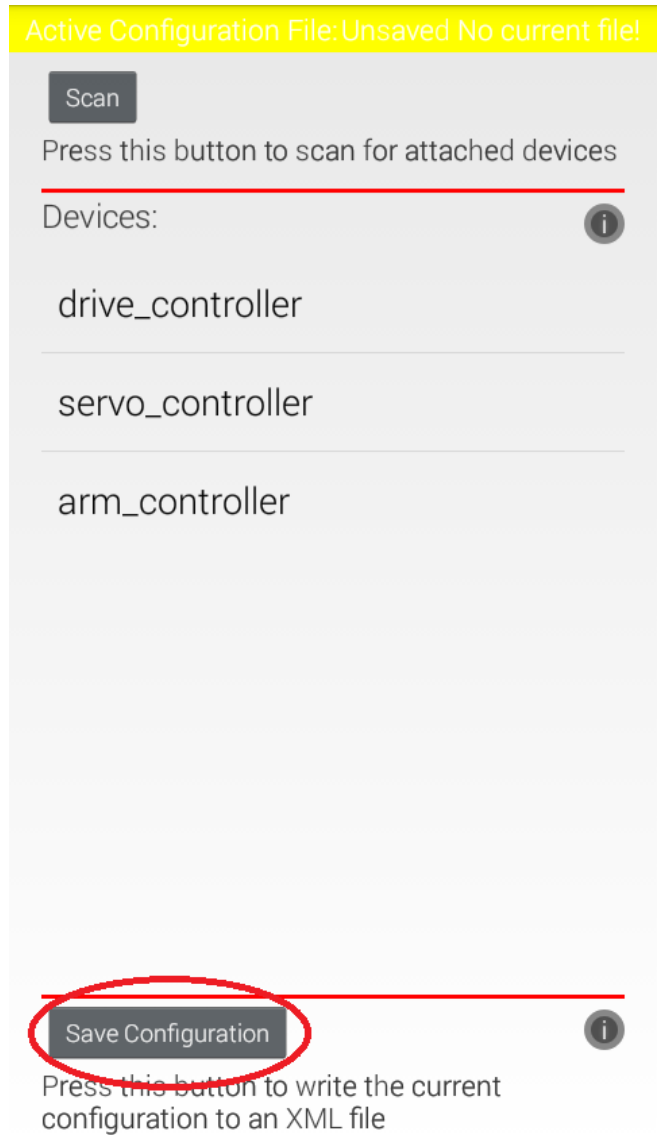 Active Configuration File: Unsaved No current file!
Scan
Press this button to scan for attached devices
Devices:
drive_controller
servo_controller
arm_controller
Save Configuration
Press this button to write the current
configuration to an XML file